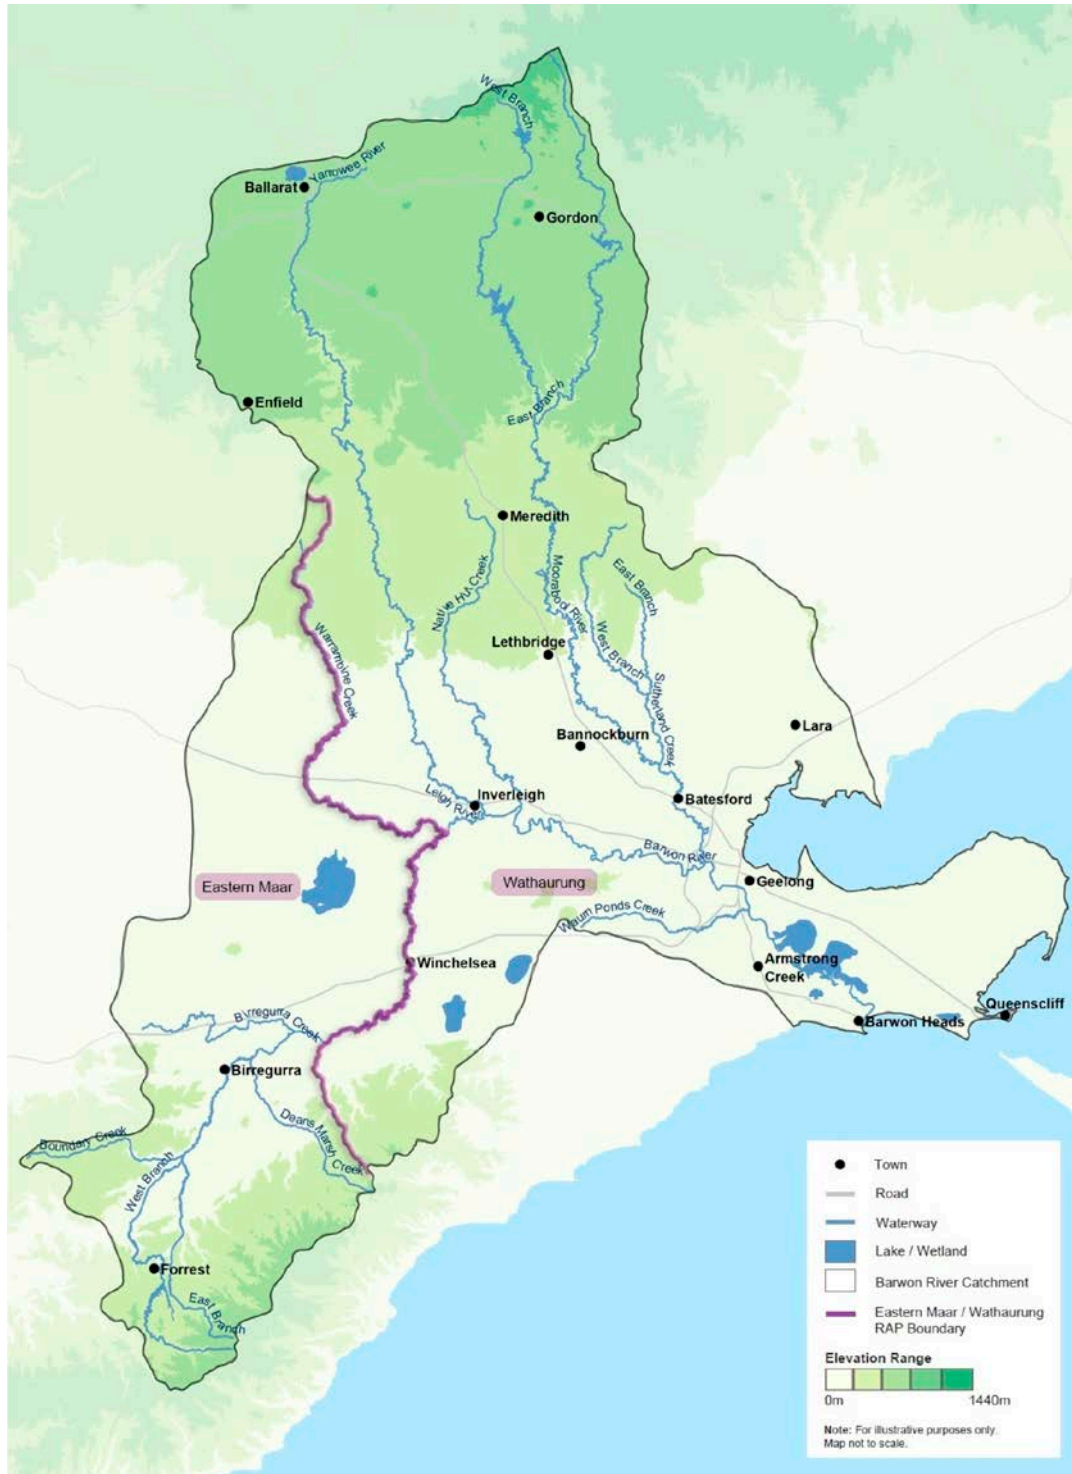 West Branch
Yarrowee River
Ballarat
Gordon
Enfield
East Branch
Meredith
Native Hut Creek
Moorabool River
East Branch
West Branch
Lethbridge
Warrambine Creek
Sutherland Creek
Lara
Bannockburn
Inverleigh
Leigh River
Batesford
Barwon River
Eastern Maar
Wathaurung
Geelong
Waurn Ponds Creek
Winchelsea
Armstrong
Creek
Queenscliff
Barwon Heads
Birregurra Creek
Birregurra
Deans Marsh Creek
Boundary Creek
West Branch
Forrest
East Branch
Town
Road
Waterway
Lake / Wetland
Barwon River Catchment
Eastern Maar / Wathaurung
RAP Boundary
Elevation Range
0m 1440m
Note: For illustrative purposes only.
Map not to scale.